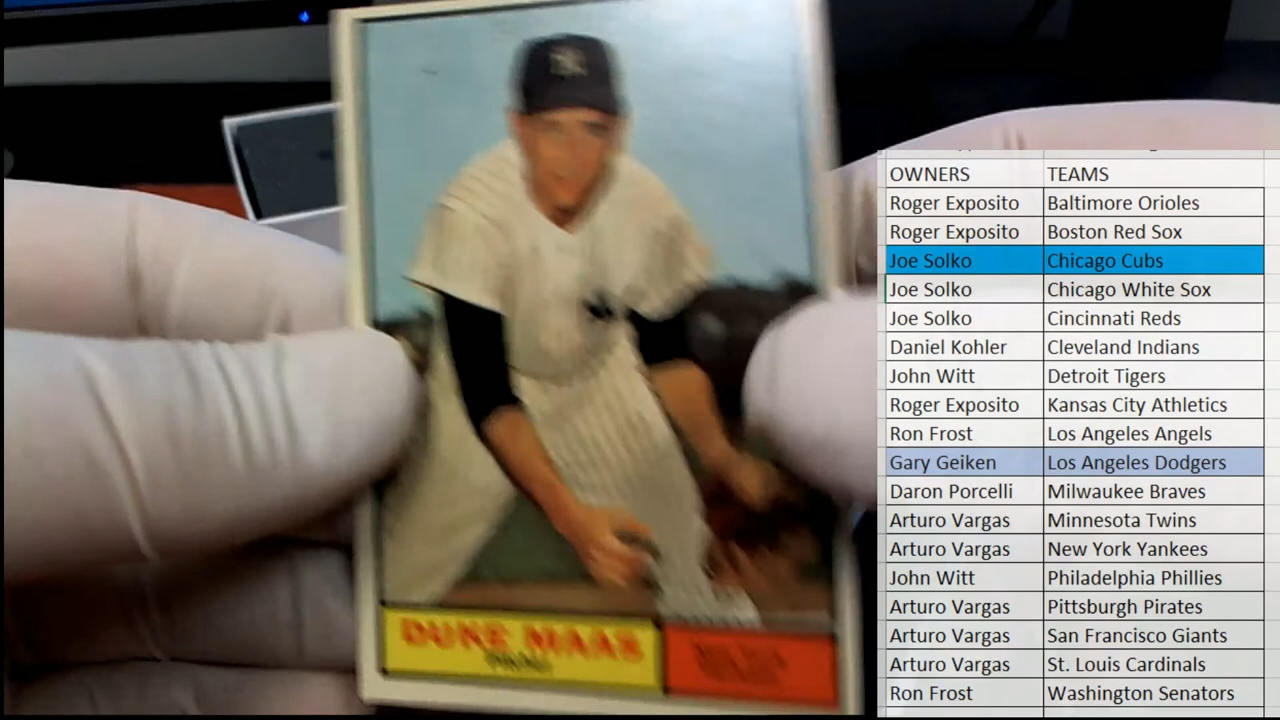 NY
DUKE MAAS
OWNERS TEAMS
Roger Exposito Baltimore Orioles
Roger Exposito Boston Red Sox
Joe Solko Chicago Cubs
Joe Solko Chicago White Sox
Joe Solko Cincinnati Reds
Daniel Kohler Cleveland Indians
John Witt Detroit Tigers
Roger Exposito Kansas City Athletics
Ron Frost Los Angeles Angels
Gary Geiken Los Angeles Dodgers
Daron Porcelli Milwaukee Braves
Arturo Vargas Minnesota Twins
Arturo Vargas New York Yankees
John Witt Philadelphia Phillies
Arturo Vargas Pittsburgh Pirates
Arturo Vargas San Francisco Giants
Arturo Vargas St. Louis Cardinals
Ron Frost Washington Senators